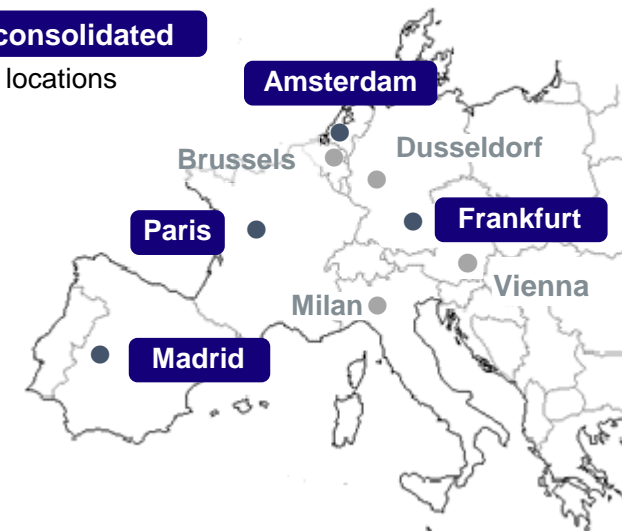 consolidated
locations
Amsterdam
Brussels
Dusseldorf
Paris
Frankfurt
Milan
Vienna
Madrid